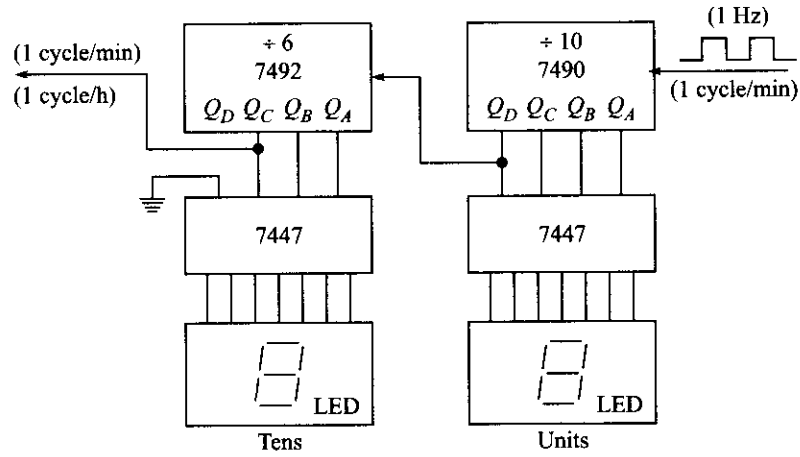 (1 cycle/min)
(1 cycle/h)
÷ 6
7492
Q_D Q_C Q_B Q_A
÷ 10
7490
Q_D Q_C Q_B Q_A
(1 Hz)
(1 cycle/min)
7447
7447
LED
LED
Tens
Units